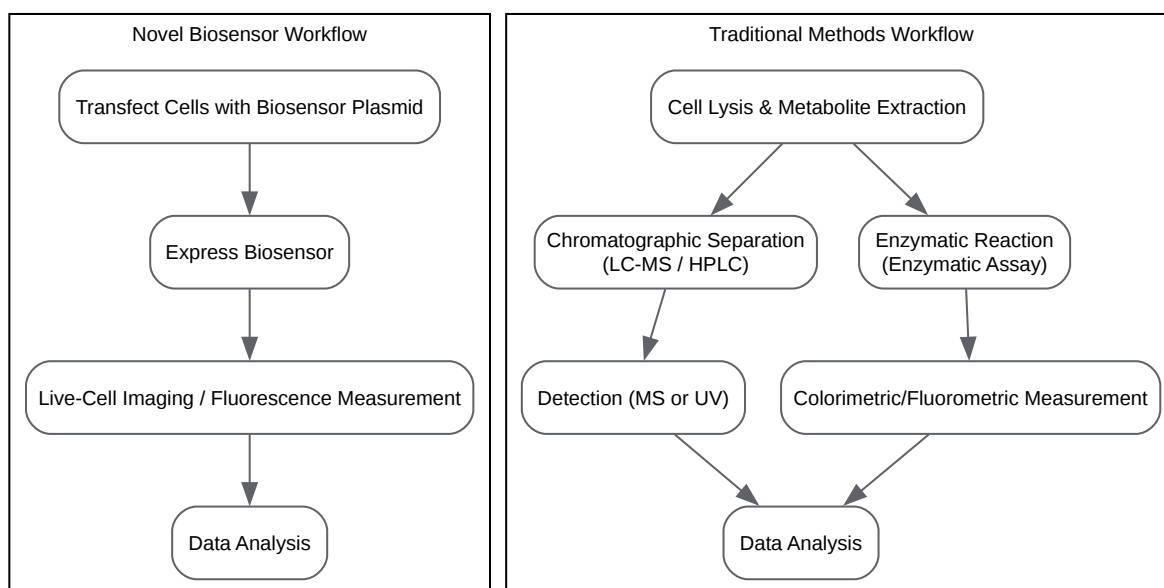 Novel Biosensor Workflow
Transfect Cells with Biosensor Plasmid
Express Biosensor
Live-Cell Imaging / Fluorescence Measurement
Data Analysis
Traditional Methods Workflow
Cell Lysis & Metabolite Extraction
Chromatographic Separation
(LC-MS / HPLC)
Enzymatic Reaction
(Enzymatic Assay)
Detection (MS or UV)
Colorimetric/Fluorometric Measurement
Data Analysis